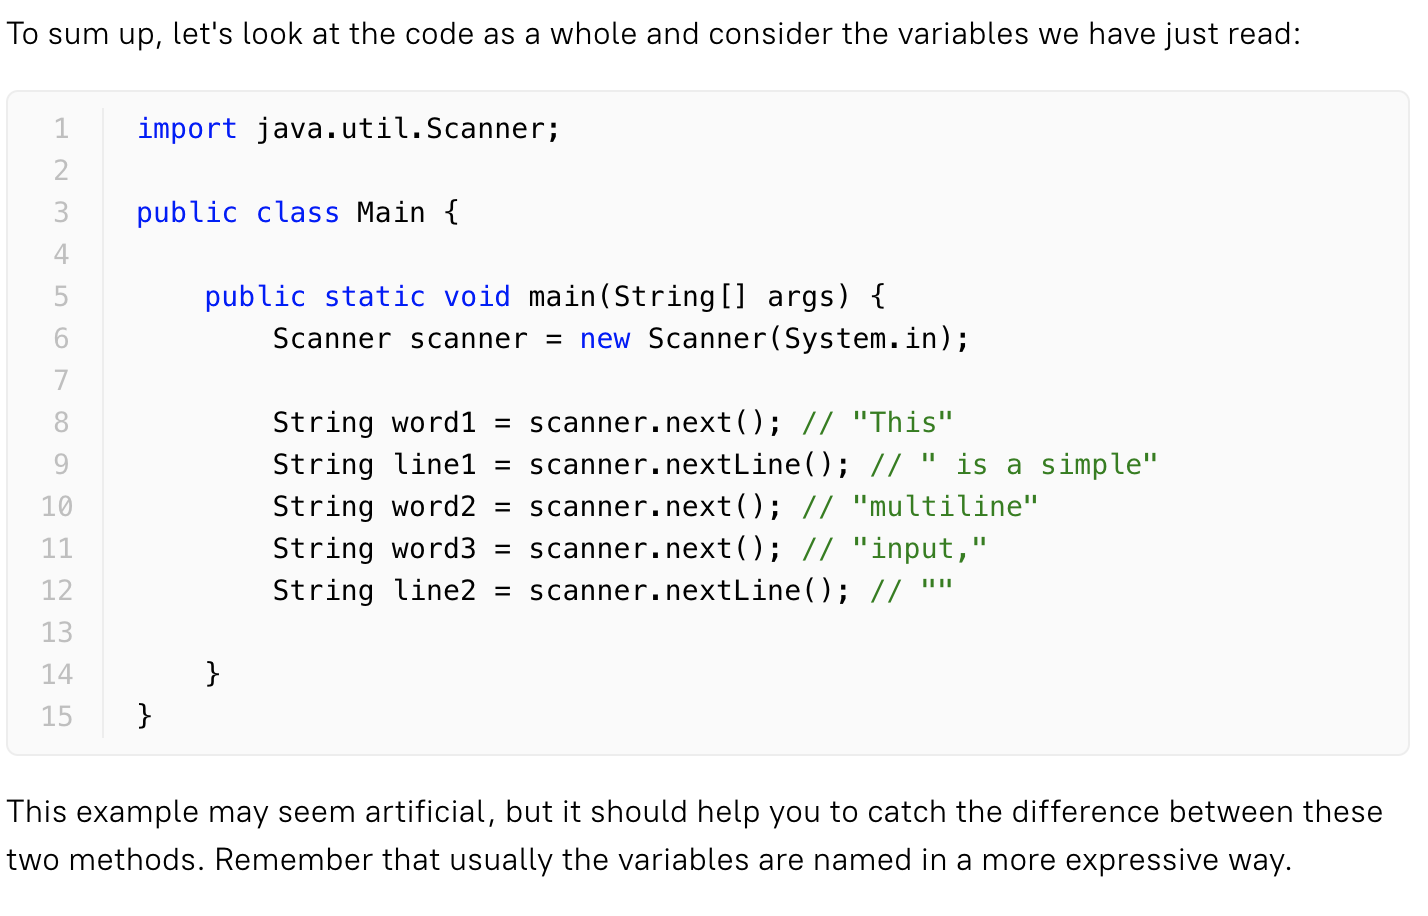 To sum up, let's look at the code as a whole and consider the variables we have just read:
1 import java.util.Scanner;
2
3 public class Main {
4
5     public static void main(String[] args) {
6         Scanner scanner = new Scanner(System.in);
7
8         String word1 = scanner.next(); // "This"
9         String line1 = scanner.nextLine(); // " is a simple"
10         String word2 = scanner.next(); // "multiline"
11         String word3 = scanner.next(); // "input,"
12         String line2 = scanner.nextLine(); // ""
13
14     }
15 }
This example may seem artificial, but it should help you to catch the difference between these
two methods. Remember that usually the variables are named in a more expressive way.